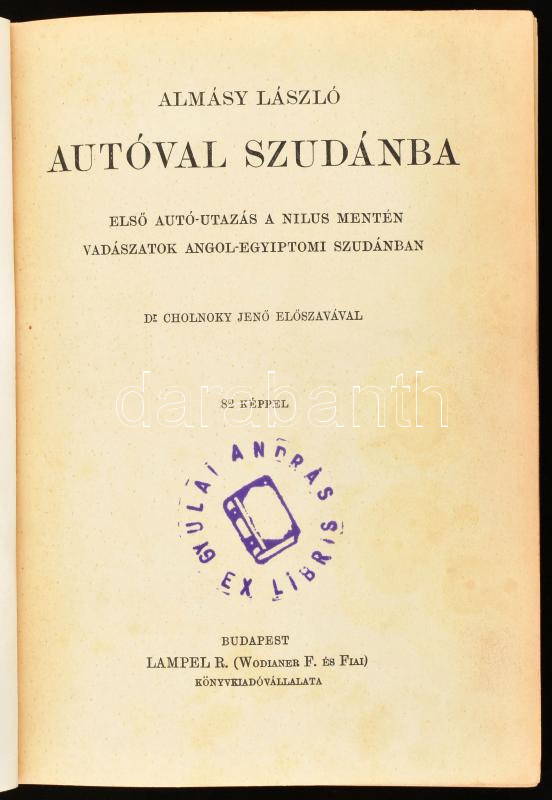 ALMÁSY LÁSZLÓ
AUTÓVAL SZUDÁNBA
ELSŐ AUTÓ-UTAZÁS A NILUS MENTÉN
VADÁSZATOK ANGOL-EGYIPTOMI SZUDÁNBAN
Dr CHOLNOKY JENŐ ELŐSZAVÁVAL
82 KÉPPEL
darabanth
GYULAI ANDRÁS
EX LIBRIS
BUDAPEST
LAMPEL R. (WODIANER F. ÉS FIAI)
KÖNYVKIADÓVÁLLALATA